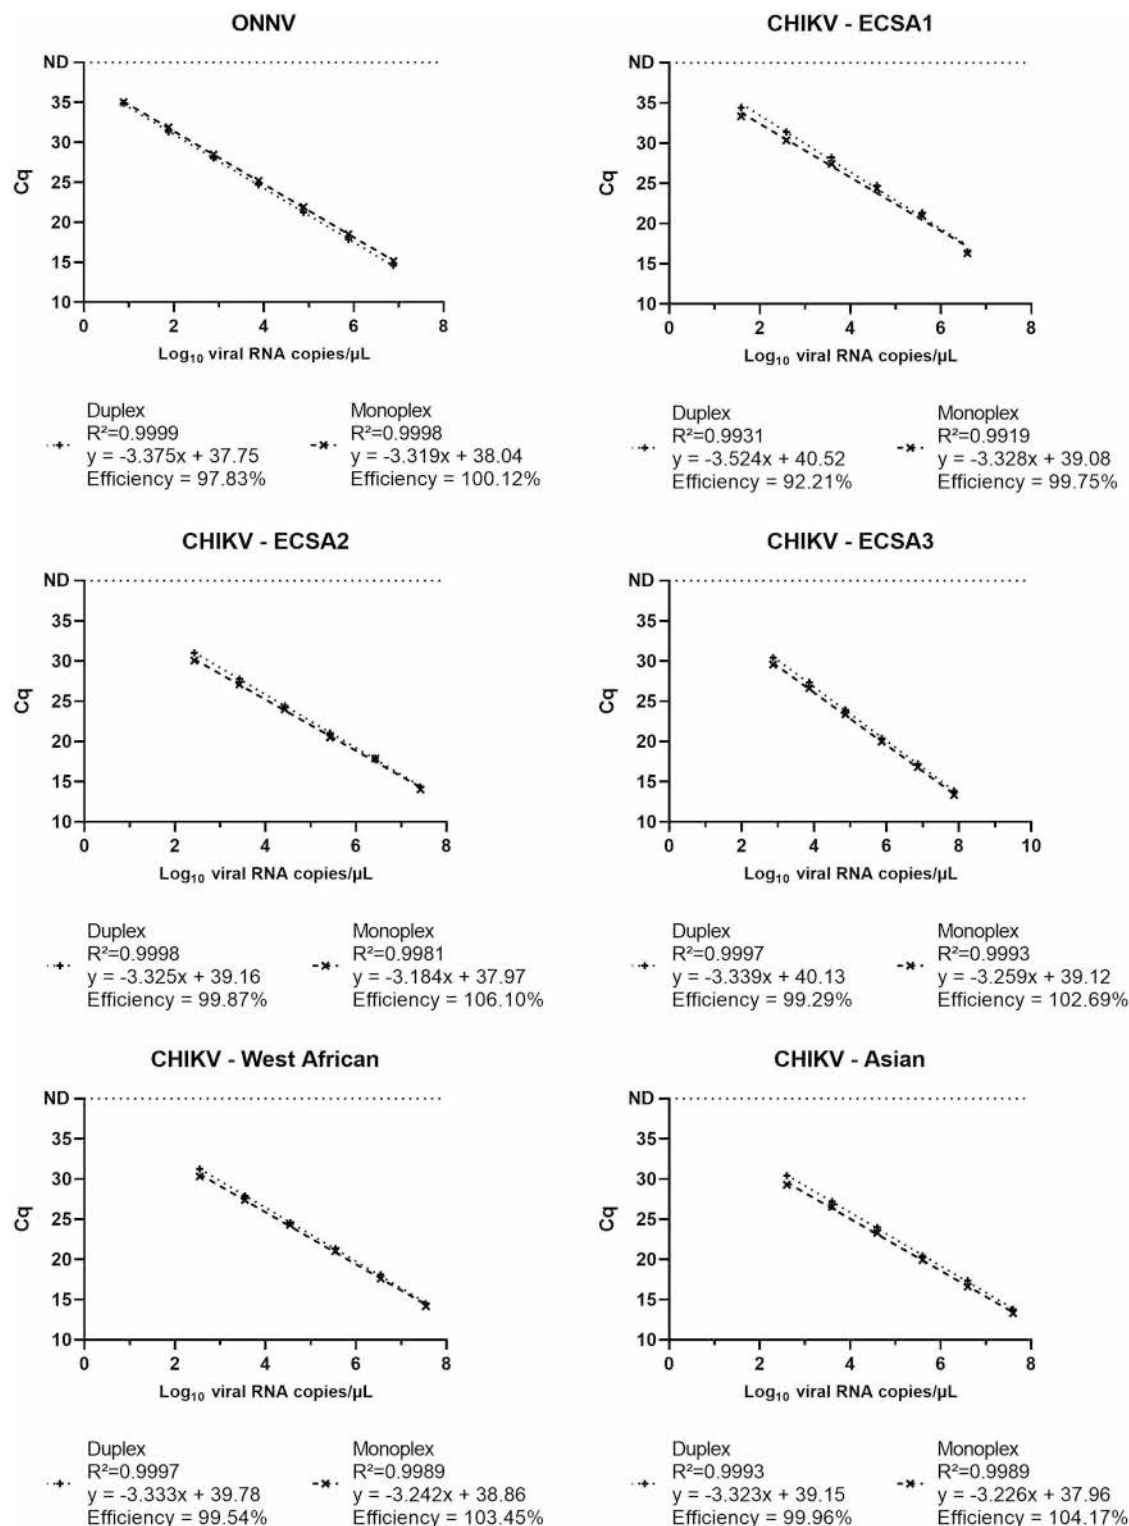 ONNV
ND
35
30
25
20
15
10
Cq
0 2 4 6 8
Log₁₀ viral RNA copies/µL
Duplex
R²=0.9999
y = -3.375x + 37.75
Efficiency = 97.83%
Monoplex
R²=0.9998
y = -3.319x + 38.04
Efficiency = 100.12%
CHIKV - ECSA1
ND
35
30
25
20
15
10
Cq
0 2 4 6 8
Log₁₀ viral RNA copies/µL
Duplex
R²=0.9931
y = -3.524x + 40.52
Efficiency = 92.21%
Monoplex
R²=0.9919
y = -3.328x + 39.08
Efficiency = 99.75%
CHIKV - ECSA2
ND
35
30
25
20
15
10
Cq
0 2 4 6 8
Log₁₀ viral RNA copies/µL
Duplex
R²=0.9998
y = -3.325x + 39.16
Efficiency = 99.87%
Monoplex
R²=0.9981
y = -3.184x + 37.97
Efficiency = 106.10%
CHIKV - ECSA3
ND
35
30
25
20
15
10
Cq
0 2 4 6 8 10
Log₁₀ viral RNA copies/µL
Duplex
R²=0.9997
y = -3.339x + 40.13
Efficiency = 99.29%
Monoplex
R²=0.9993
y = -3.259x + 39.12
Efficiency = 102.69%
CHIKV - West African
ND
35
30
25
20
15
10
Cq
0 2 4 6 8
Log₁₀ viral RNA copies/µL
Duplex
R²=0.9997
y = -3.333x + 39.78
Efficiency = 99.54%
Monoplex
R²=0.9989
y = -3.242x + 38.86
Efficiency = 103.45%
CHIKV - Asian
ND
35
30
25
20
15
10
Cq
0 2 4 6 8
Log₁₀ viral RNA copies/µL
Duplex
R²=0.9993
y = -3.323x + 39.15
Efficiency = 99.96%
Monoplex
R²=0.9989
y = -3.226x + 37.96
Efficiency = 104.17%